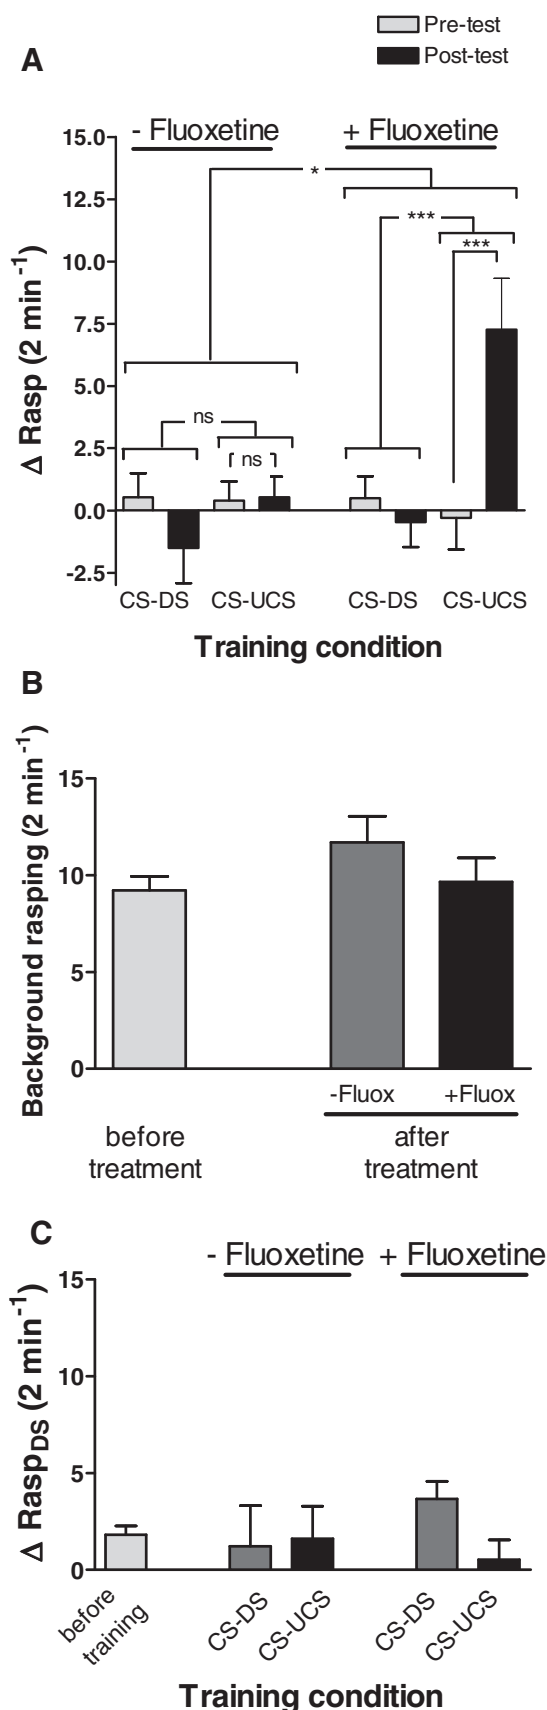 Pre-test
Post-test
A
- Fluoxetine + Fluoxetine
15.0
12.5
10.0
7.5
5.0
2.5
0.0
-2.5
Δ Rasp (2 min⁻¹)
*
***
***
ns
ns
CS-DS CS-UCS CS-DS CS-UCS
Training condition
B
15
10
5
0
Background rasping (2 min⁻¹)
-Fluox +Fluox
before treatment
after treatment
C
- Fluoxetine + Fluoxetine
15
10
5
0
Δ Rasp_DS (2 min⁻¹)
before training
CS-DS
CS-UCS
CS-DS
CS-UCS
Training condition